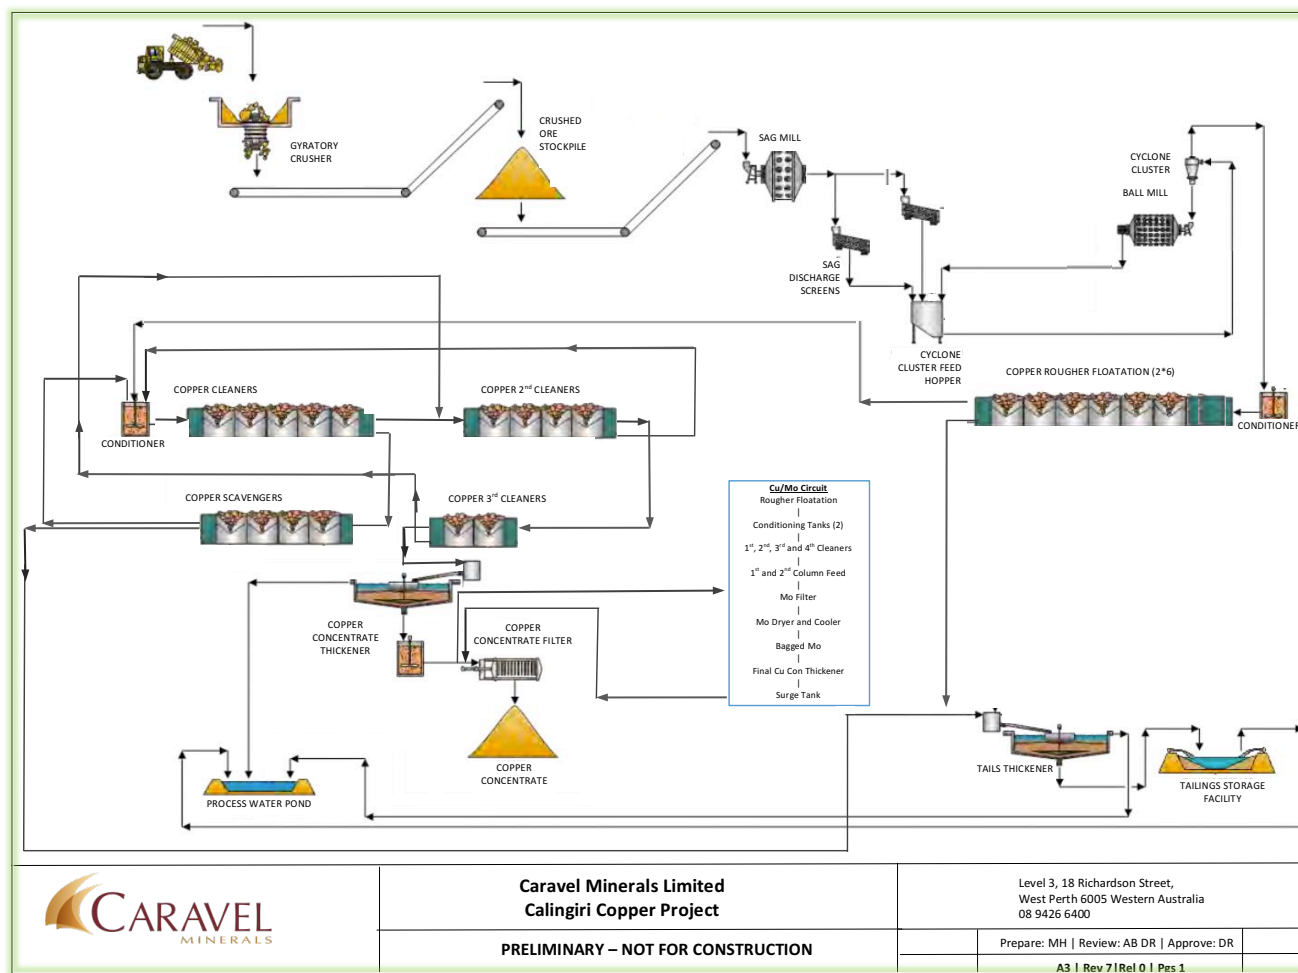 GYRATORY
CRUSHER
CRUSHED
ORE
STOCKPILE
SAG MILL
CYCLONE
CLUSTER
BALL MILL
SAG
DISCHARGE
SCREENS
CYCLONE
CLUSTER FEED
HOPPER
COPPER ROUGHER FLOATATION (2*6)
CONDITIONER
COPPER CLEANERS
COPPER 2nd CLEANERS
CONDITIONER
COPPER SCAVENGERS
COPPER 3rd CLEANERS
Cu/Mo Circuit
Rougher Floatation
Conditioning Tanks (2)
1st, 2nd, 3rd and 4th Cleaners
1st and 2nd Column Feed
Mo Filter
Mo Dryer and Cooler
Bagged Mo
Final Cu Con Thickener
Surge Tank
COPPER
CONCENTRATE
THICKENER
COPPER
CONCENTRATE FILTER
COPPER
CONCENTRATE
PROCESS WATER POND
TAILS THICKENER
TAILINGS STORAGE
FACILITY
CARAVEL
MINERALS
Caravel Minerals Limited
Calingiri Copper Project
PRELIMINARY – NOT FOR CONSTRUCTION
Level 3, 18 Richardson Street,
West Perth 6005 Western Australia
08 9426 6400
Prepare: MH | Review: AB DR | Approve: DR
A3 | Rev 7|Rel 0 | Pgs 1